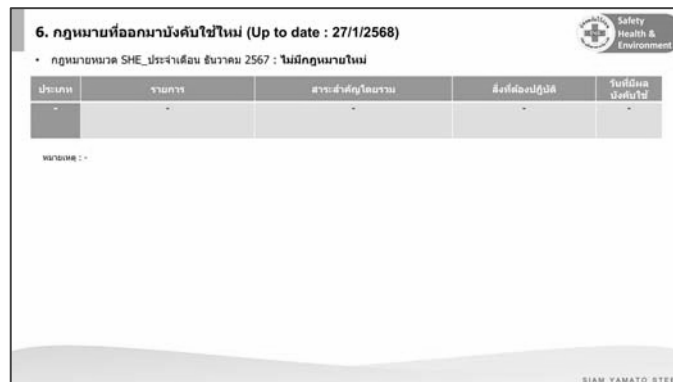 6. กฎหมายที่ออกมาบังคับใช้ใหม่ (Up to date : 27/1/2568)
Safety
Health &
Environment
• กฎหมายหมวด SHE_ประจำเดือน ธันวาคม 2567 : ไม่มีกฎหมายใหม่
ประเภท รายการ สาระสำคัญโดยรวม สิ่งที่ต้องปฏิบัติ วันที่มีผล
บังคับใช้
- - - - -
หมายเหตุ : -
SIAM YAMATO STEE